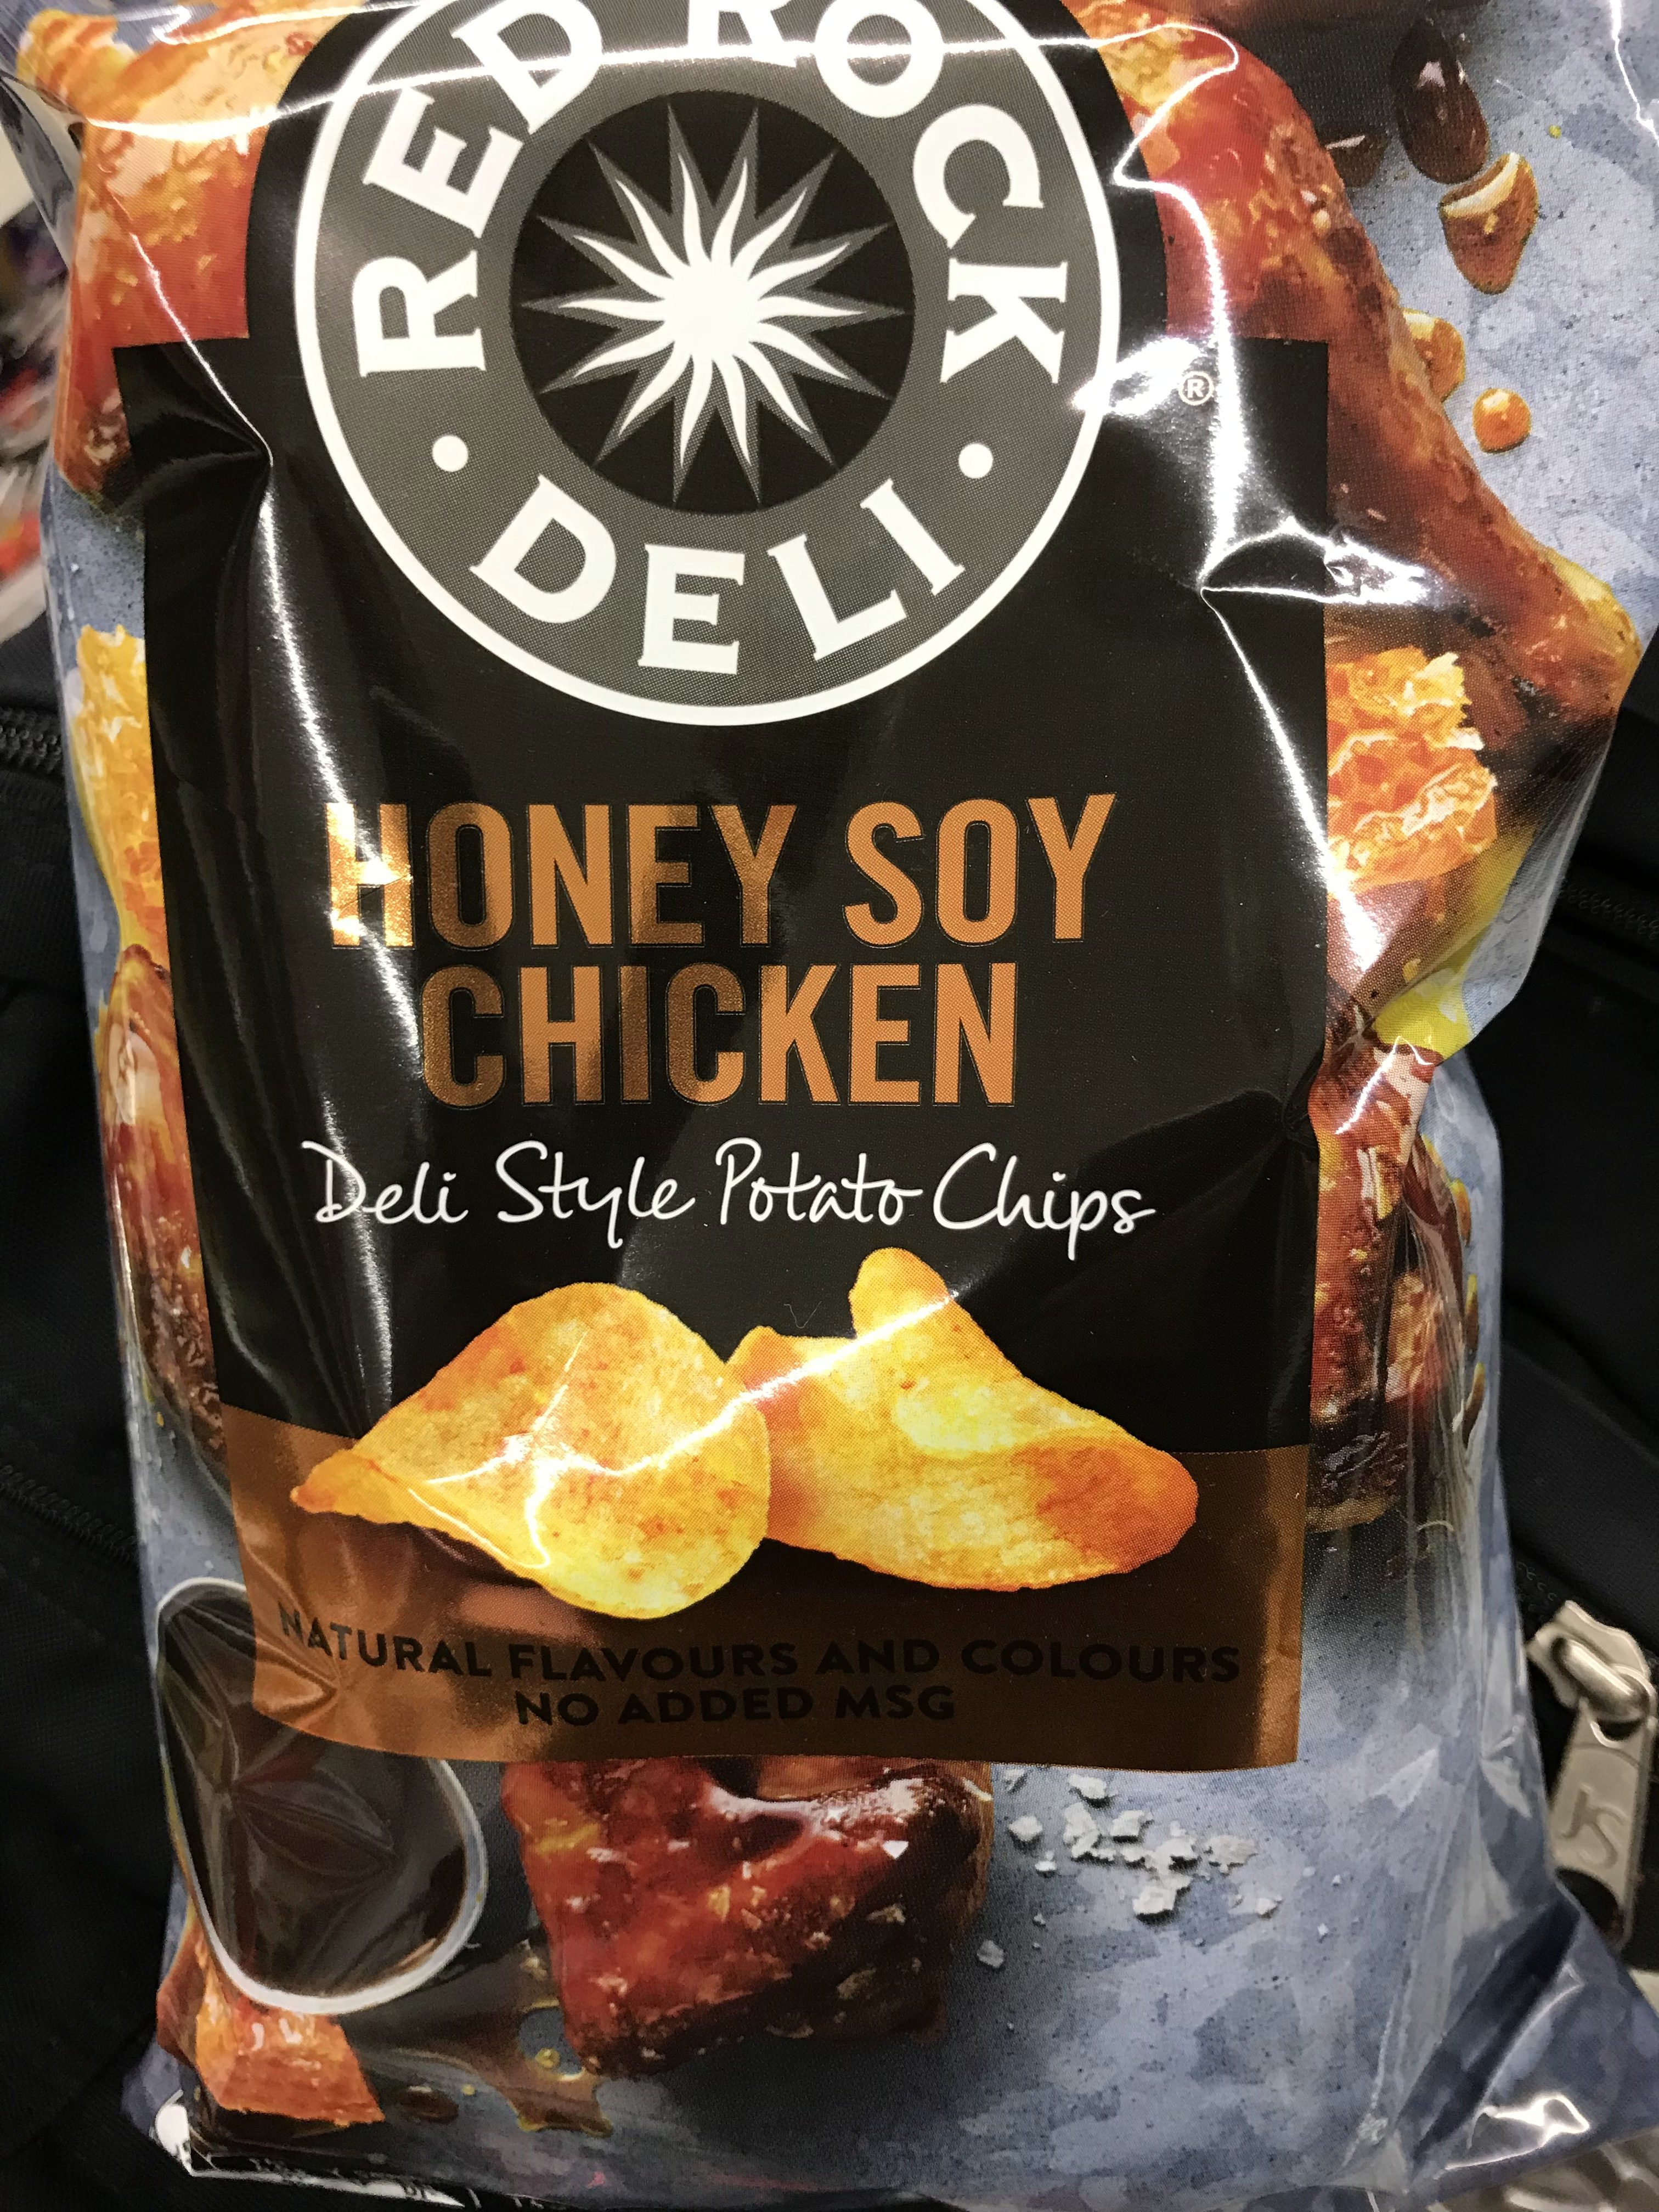 RED ROCK
· DELI ·
®
HONEY SOY
CHICKEN
Deli Style Potato Chips
NATURAL FLAVOURS AND COLOURS
NO ADDED MSG